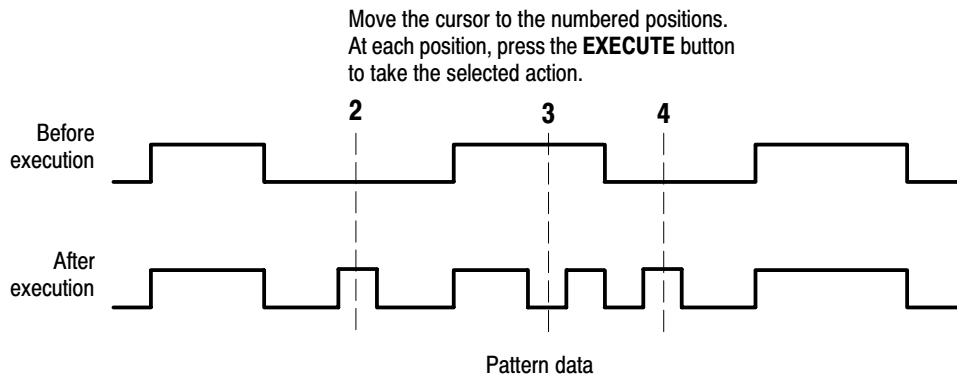 Move the cursor to the numbered positions.
At each position, press the EXECUTE button
to take the selected action.
2 3 4
Before
execution
After
execution
Pattern data